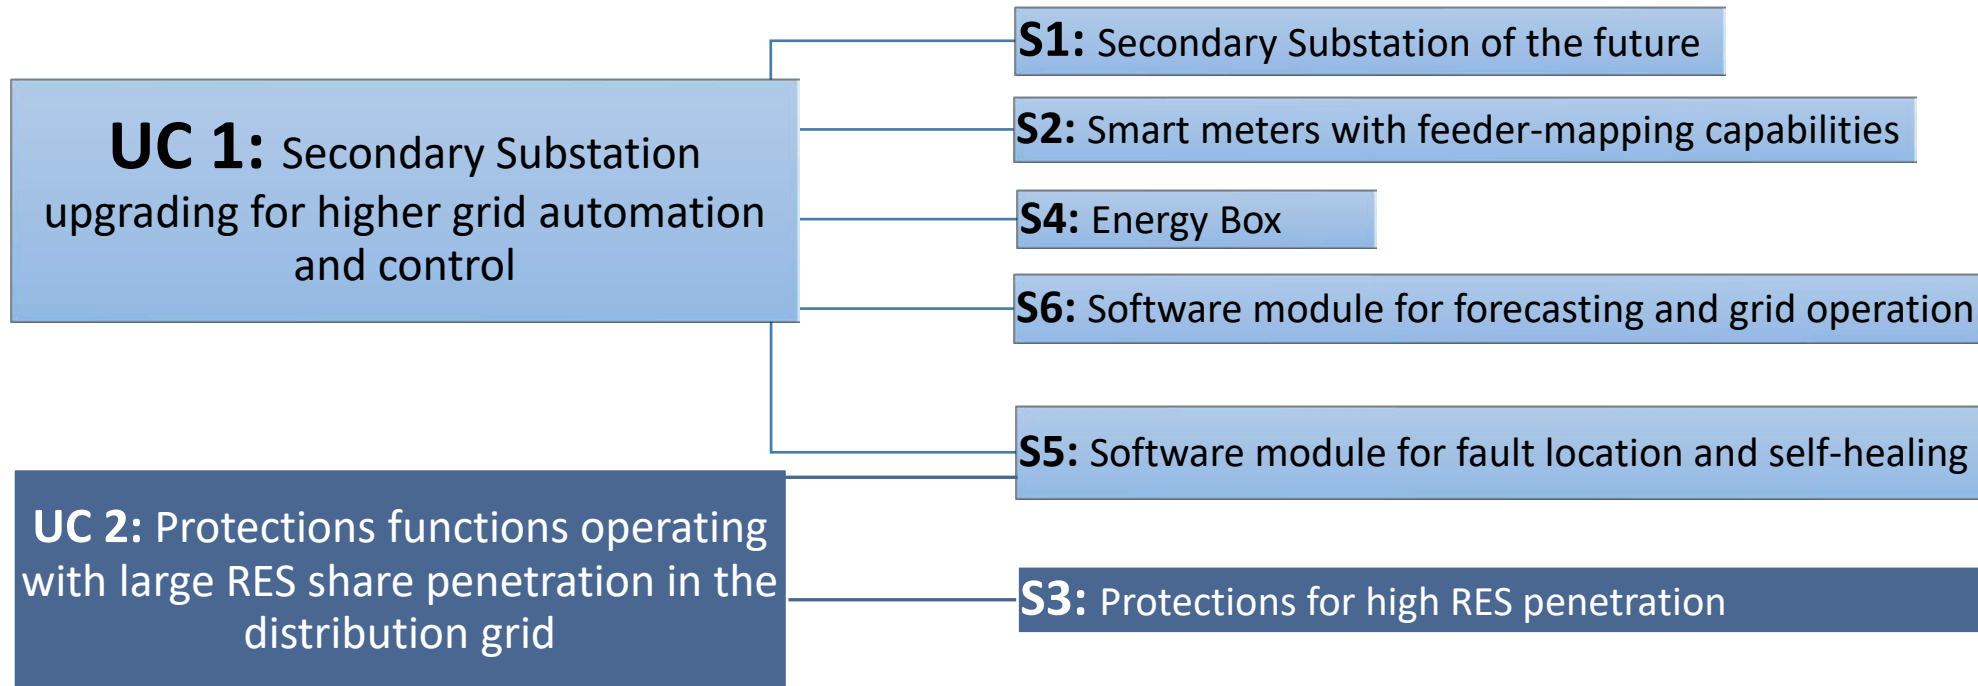 UC 1: Secondary Substation
upgrading for higher grid automation
and control
S1: Secondary Substation of the future
S2: Smart meters with feeder-mapping capabilities
S4: Energy Box
S6: Software module for forecasting and grid operation
S5: Software module for fault location and self-healing
UC 2: Protections functions operating
with large RES share penetration in the
distribution grid
S3: Protections for high RES penetration